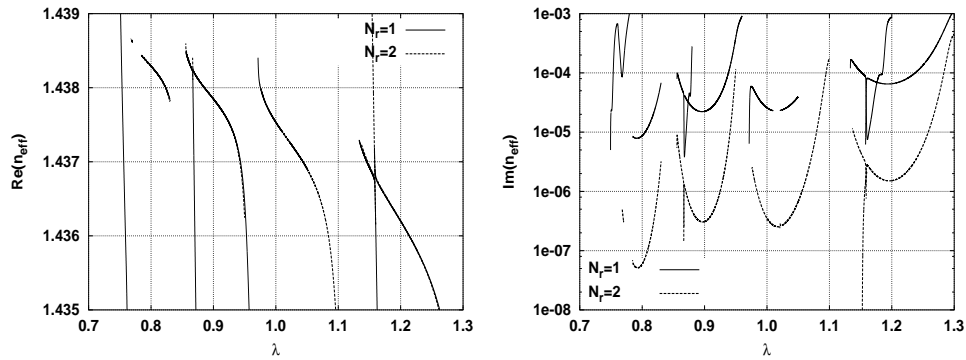 1.439
1.438
1.437
1.436
1.435
Re(n_eff)
N_r=1
N_r=2
0.7 0.8 0.9 1.0 1.1 1.2 1.3
λ
1e-03
1e-04
1e-05
1e-06
1e-07
1e-08
Im(n_eff)
N_r=1
N_r=2
0.7 0.8 0.9 1.0 1.1 1.2 1.3
λ